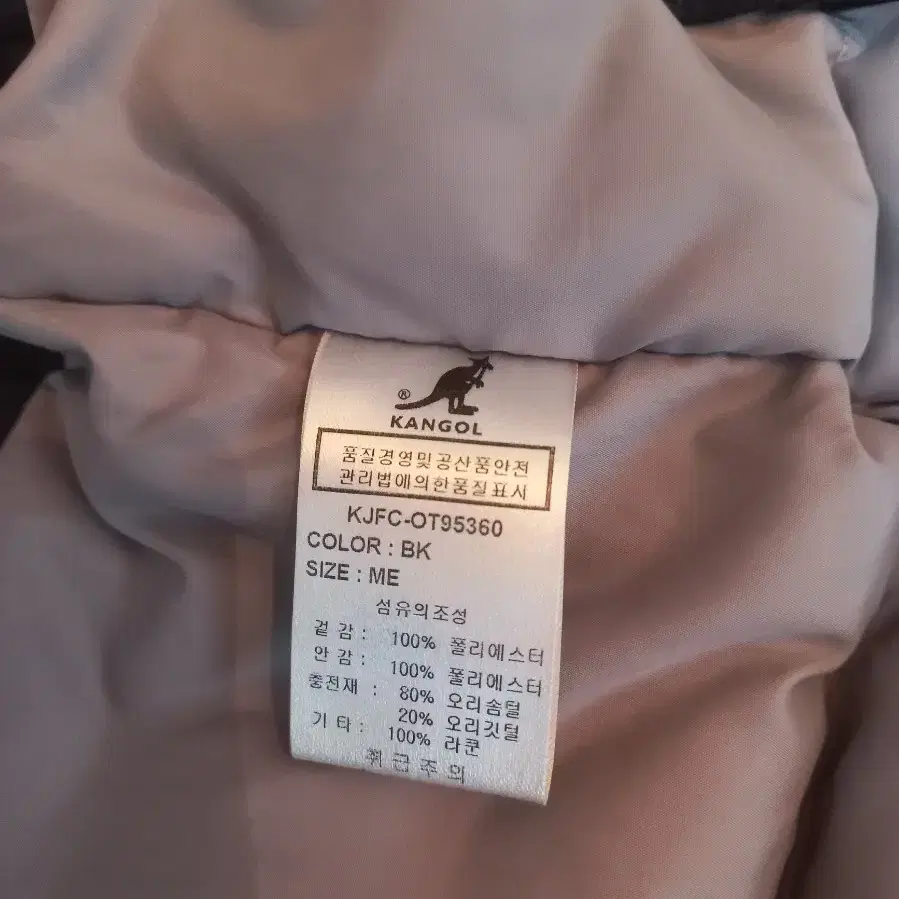 ®
KANGOL
품질경영및공산품안전
관리법에의한품질표시
KJFC-OT95360
COLOR : BK
SIZE : ME
섬유의조성
겉 감 : 100% 폴리에스터
안 감 : 100% 폴리에스터
충전재 : 80% 오리솜털
20% 오리깃털
기 타 : 100% 라쿤
취급주의